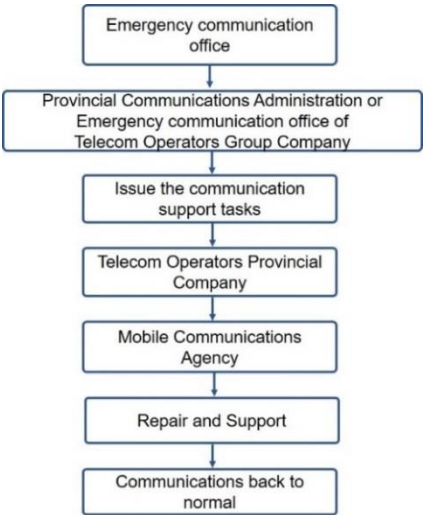 Emergency communication
office
Provincial Communications Administration or
Emergency communication office of
Telecom Operators Group Company
Issue the communication
support tasks
Telecom Operators Provincial
Company
Mobile Communications
Agency
Repair and Support
Communications back to
normal